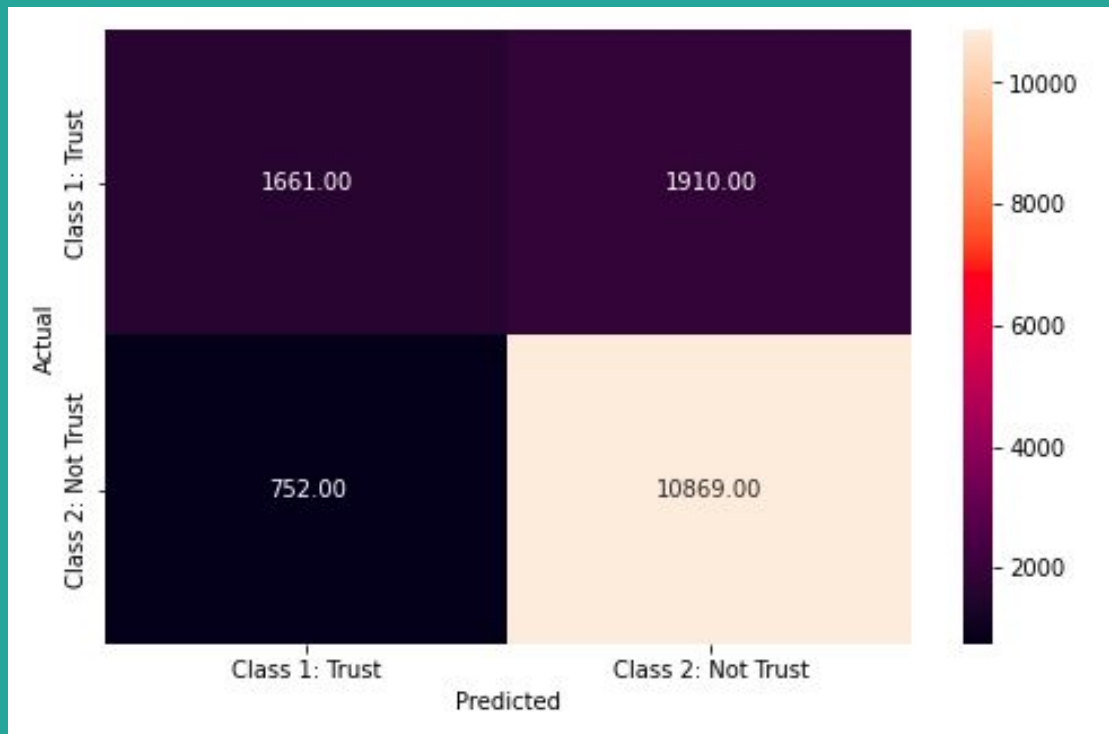 Class 1: Trust
1661.00
1910.00
Actual
Class 2: Not Trust
752.00
10869.00
Class 1: Trust
Class 2: Not Trust
Predicted
10000
8000
6000
4000
2000